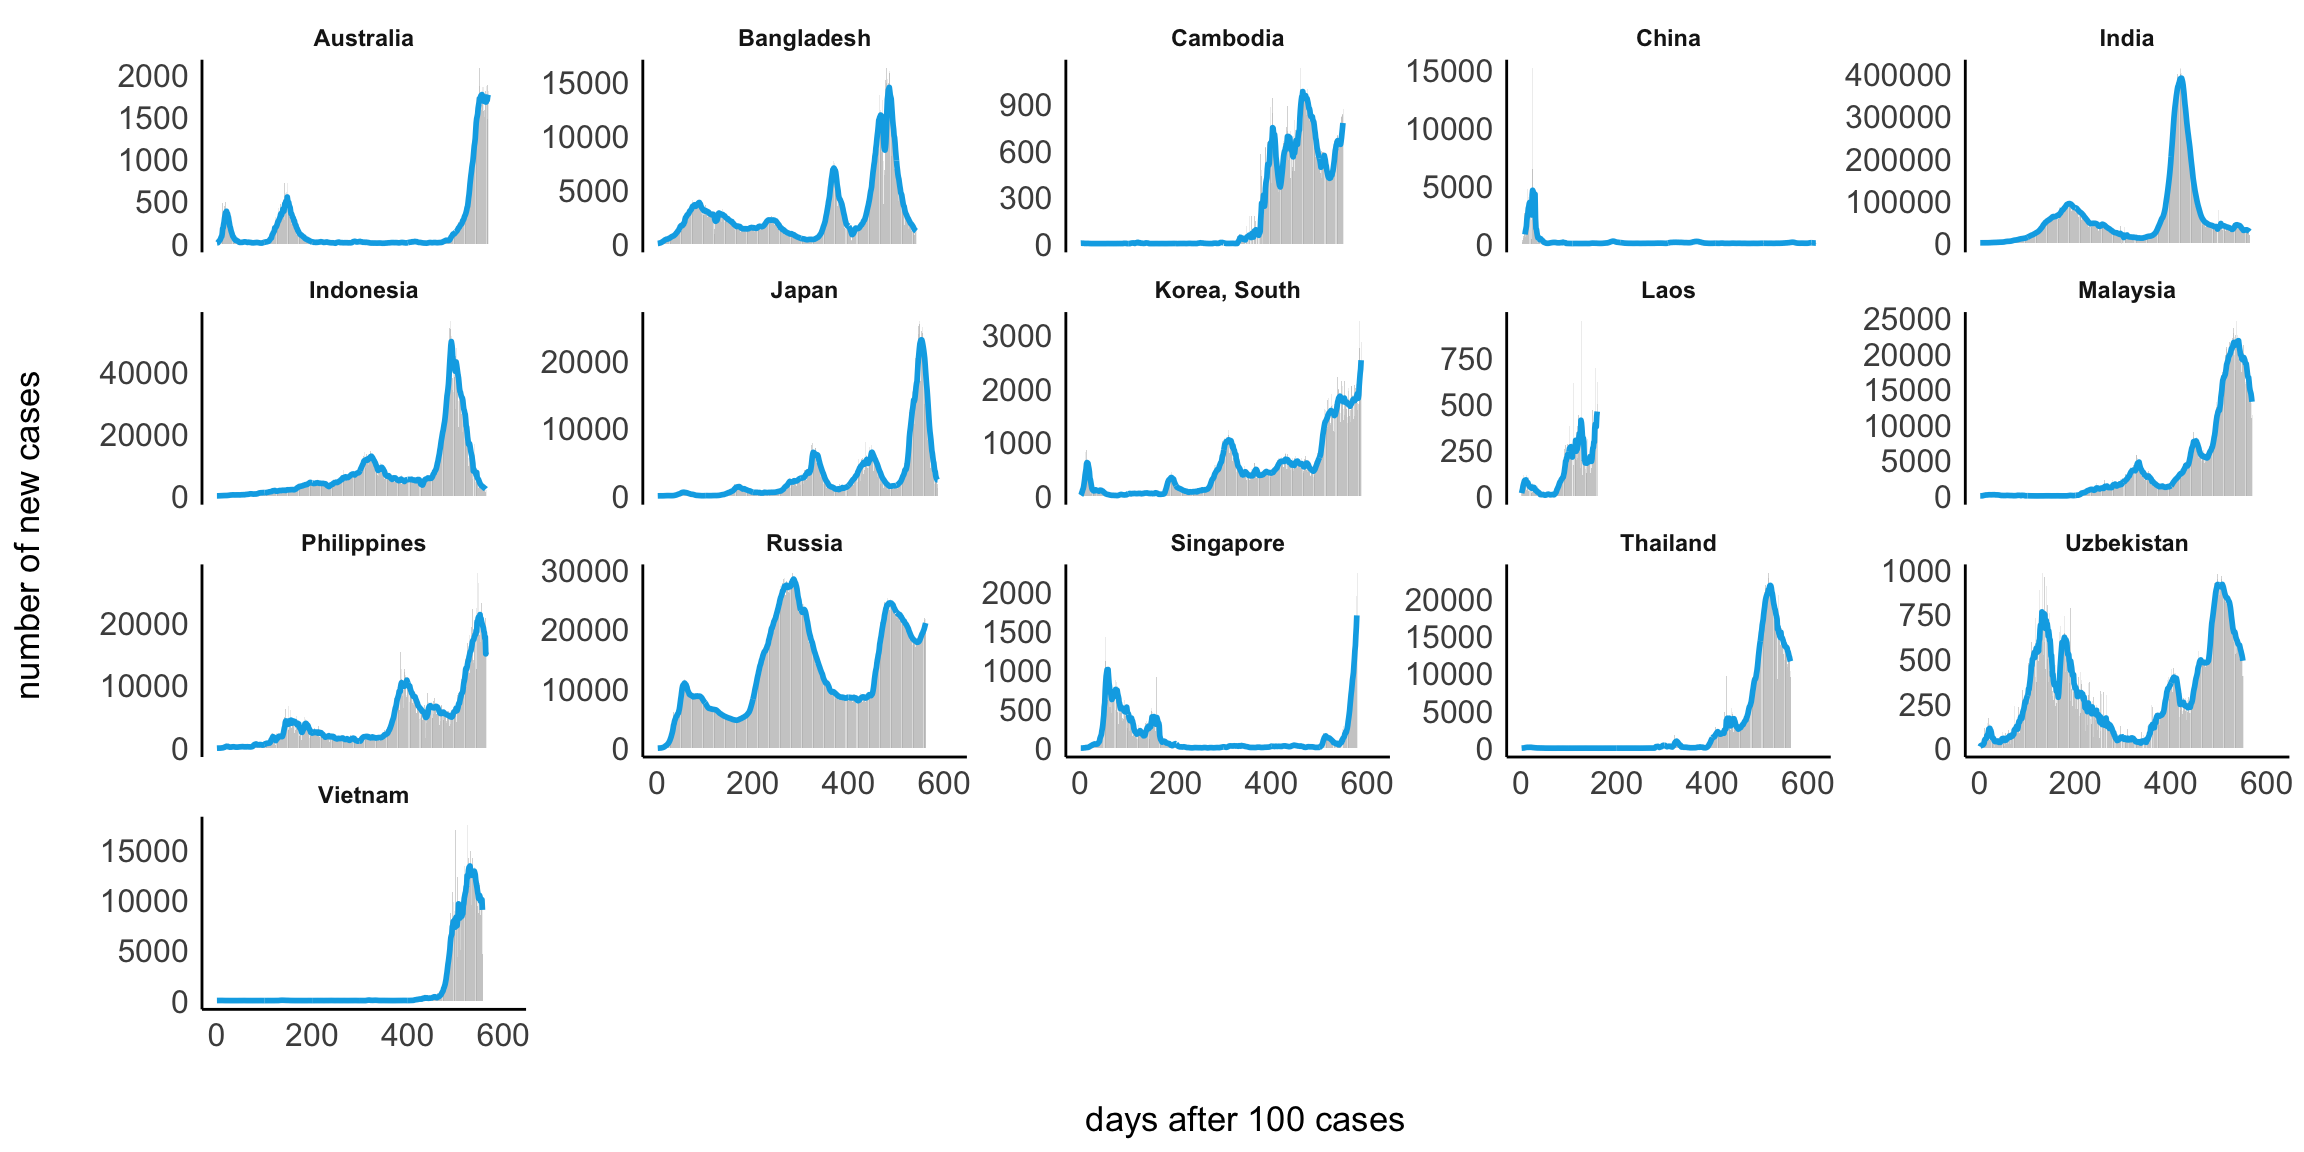 number of new cases
Australia
2000
1500
1000
500
0
Bangladesh
15000
10000
5000
0
Cambodia
900
600
300
0
China
15000
10000
5000
0
India
400000
300000
200000
100000
0
Indonesia
40000
20000
0
Japan
20000
10000
0
Korea, South
3000
2000
1000
0
Laos
750
500
250
0
Malaysia
25000
20000
15000
10000
5000
0
Philippines
20000
10000
0
Russia
30000
20000
10000
0
0 200 400 600
Singapore
2000
1500
1000
500
0
0 200 400 600
Thailand
20000
15000
10000
5000
0
0 200 400 600
Uzbekistan
1000
750
500
250
0
0 200 400 600
Vietnam
15000
10000
5000
0
0 200 400 600
days after 100 cases